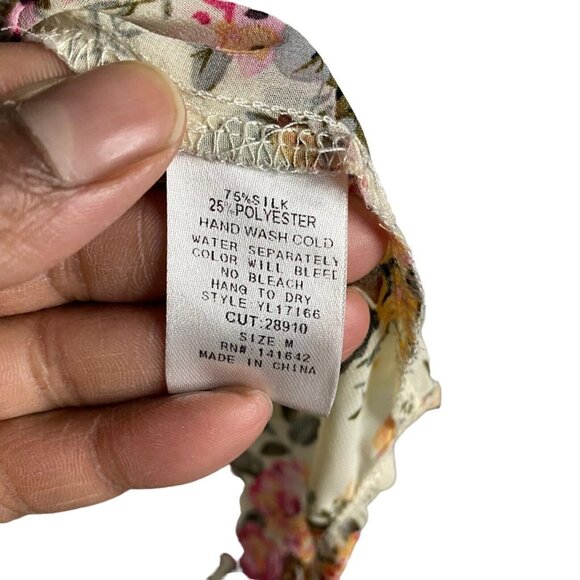 75%SILK
25%POLYESTER
HAND WASH COLD
WATER SEPARATELY
COLOR WILL BLEED
NO BLEACH
HANG TO DRY
STYLE:YL17166
CUT:28910
SIZE M
RN#:141642
MADE IN CHINA